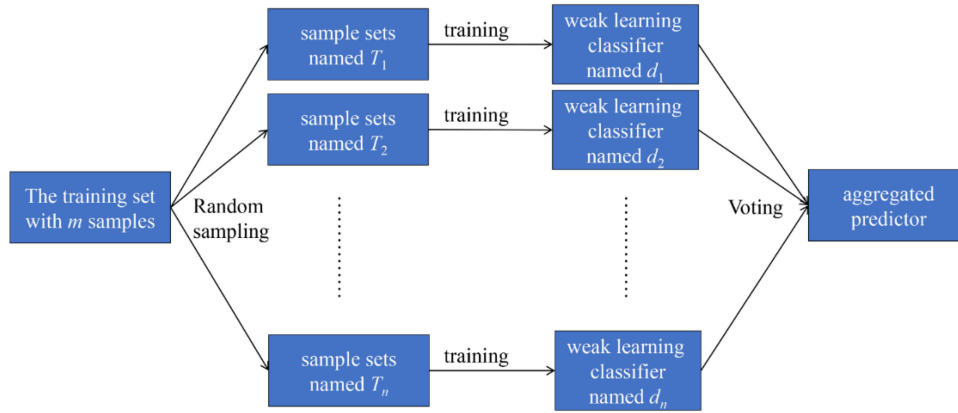 sample sets
named T₁
training
weak learning
classifier
named d₁
sample sets
named T₂
training
weak learning
classifier
named d₂
The training set
with m samples
Random
sampling
Voting
aggregated
predictor
sample sets
named Tₙ
training
weak learning
classifier
named dₙ